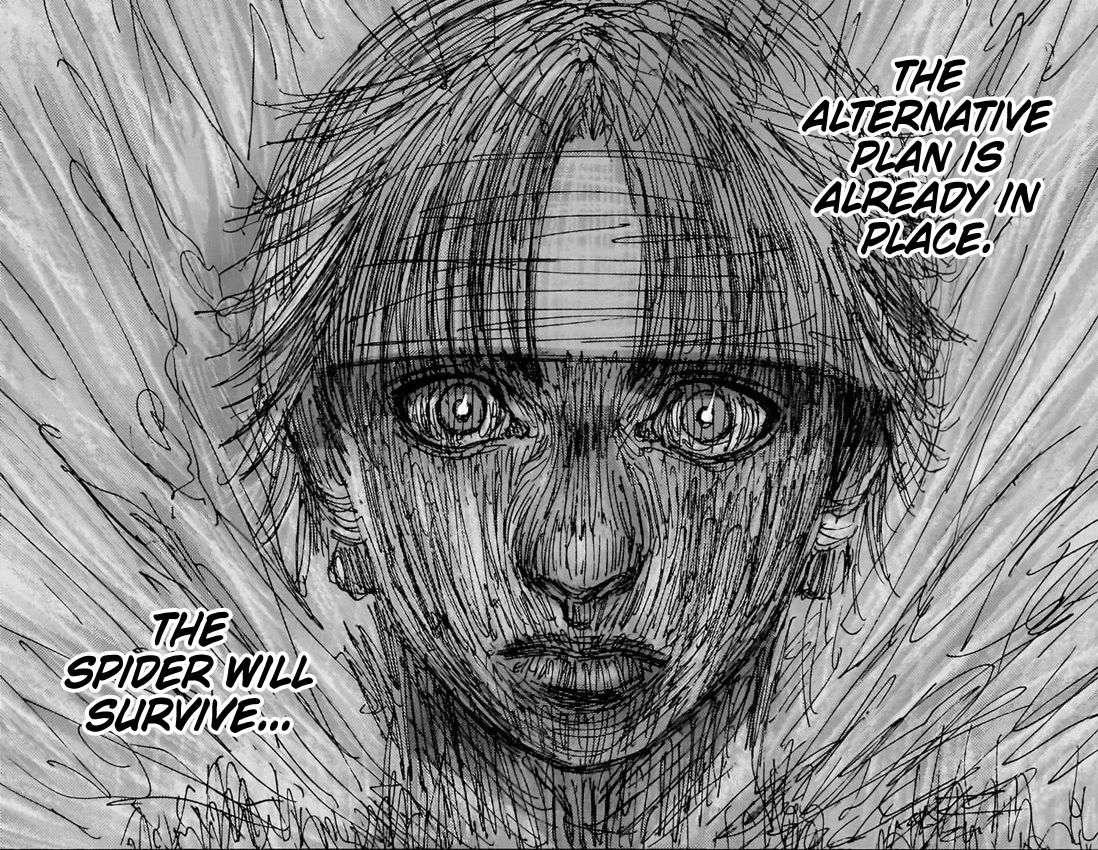 THE
ALTERNATIVE
PLAN IS
ALREADY IN
PLACE.
THE
SPIDER WILL
SURVIVE...